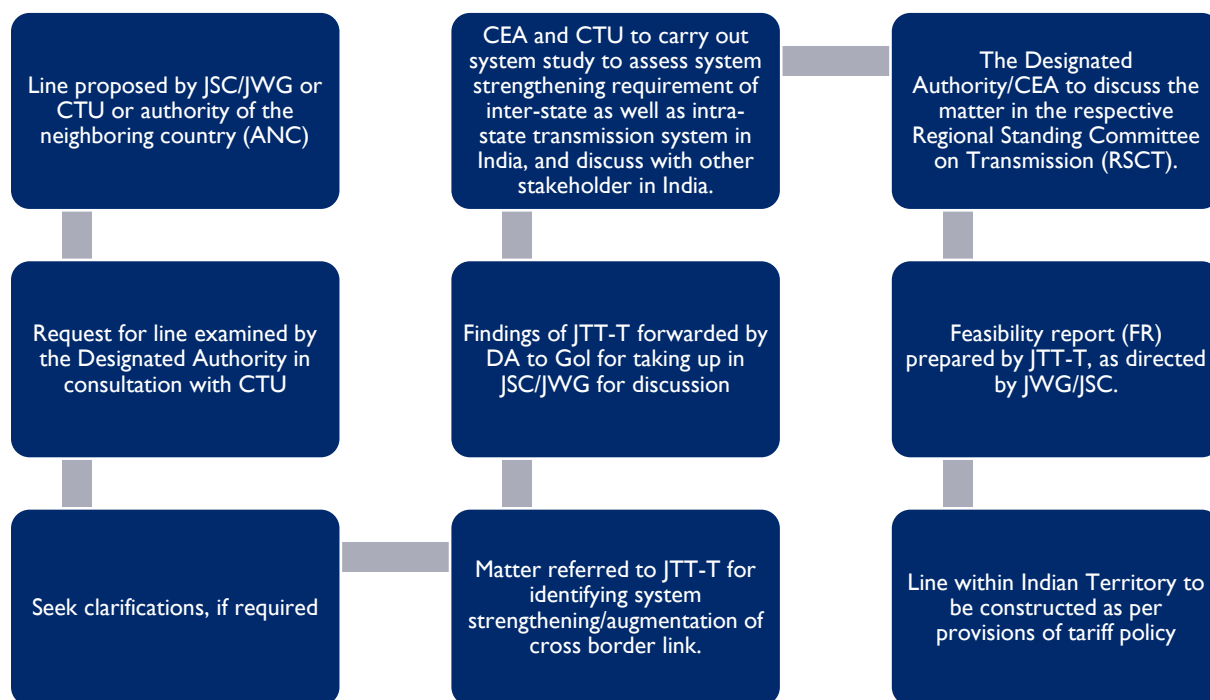 Line proposed by JSC/JWG or
CTU or authority of the
neighboring country (ANC)
Request for line examined by
the Designated Authority in
consultation with CTU
Seek clarifications, if required
Matter referred to JTT-T for
identifying system
strengthening/augmentation of
cross border link.
Findings of JTT-T forwarded by
DA to GoI for taking up in
JSC/JWG for discussion
CEA and CTU to carry out
system study to assess system
strengthening requirement of
inter-state as well as intra-
state transmission system in
India, and discuss with other
stakeholder in India.
The Designated
Authority/CEA to discuss the
matter in the respective
Regional Standing Committee
on Transmission (RSCT).
Feasibility report (FR)
prepared by JTT-T, as directed
by JWG/JSC.
Line within Indian Territory to
be constructed as per
provisions of tariff policy